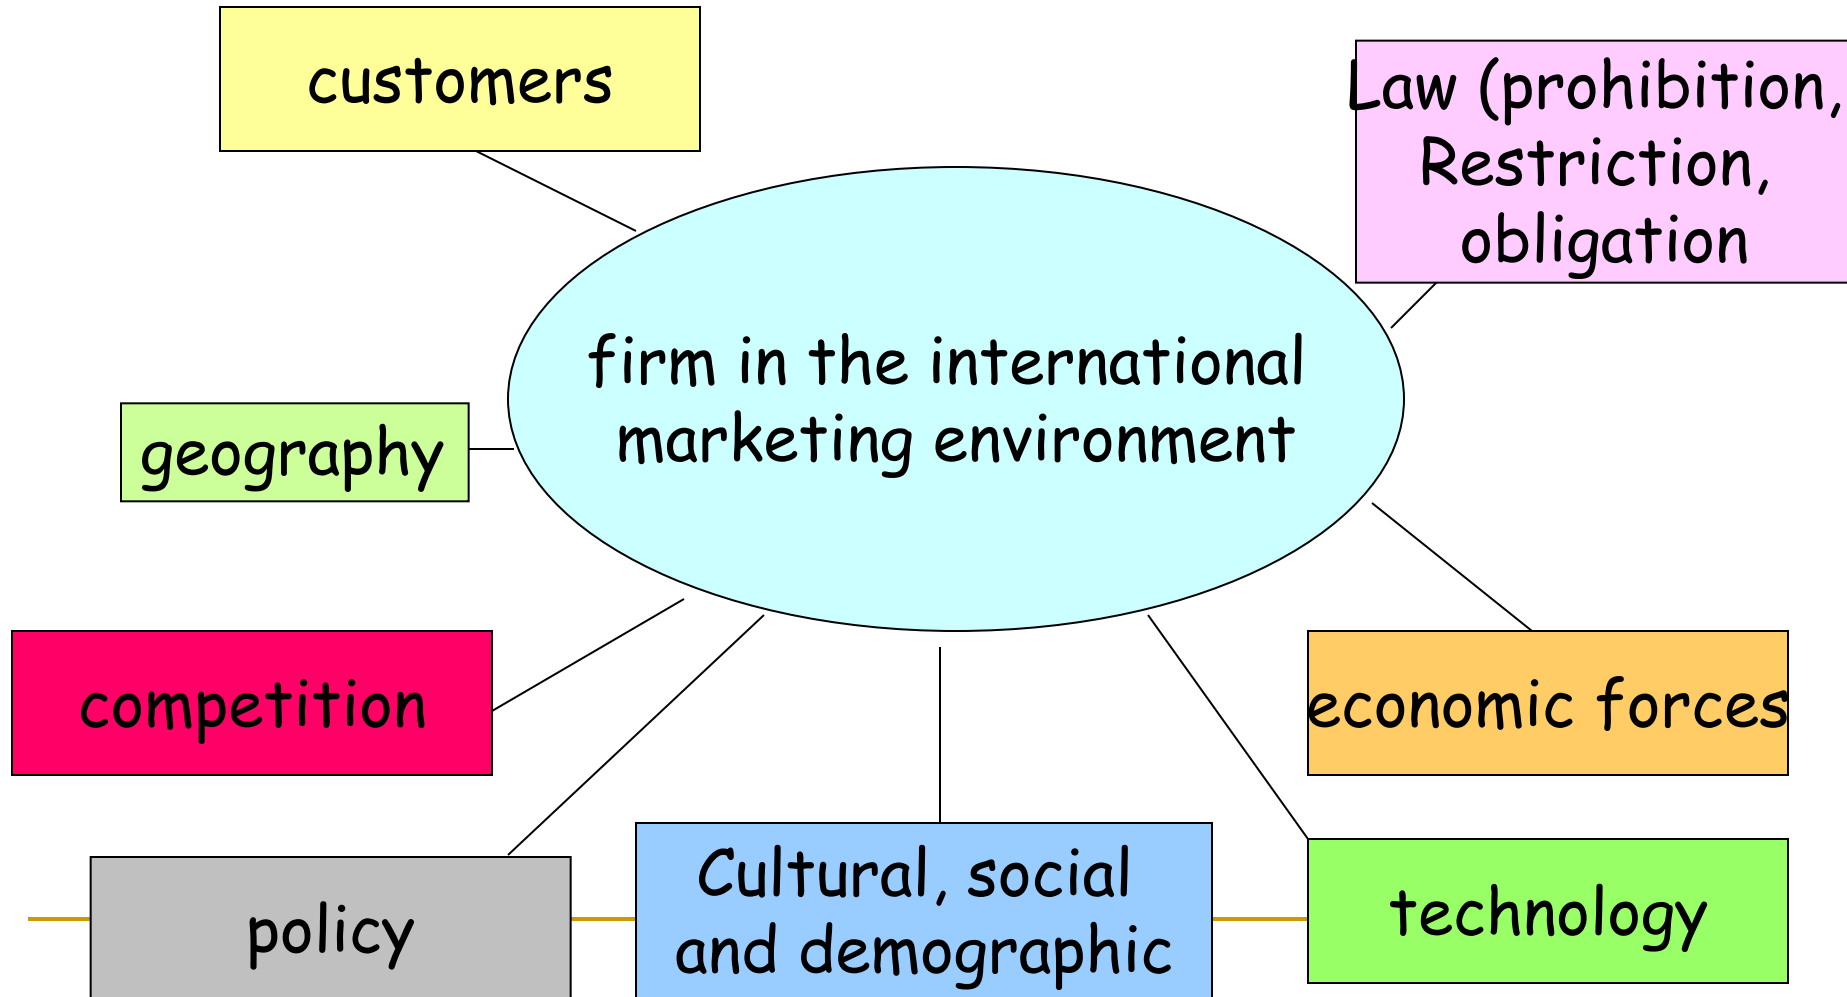 customers
Law (prohibition,
Restriction,
obligation
firm in the international
marketing environment
geography
competition
economic forces
policy
Cultural, social
and demographic
technology